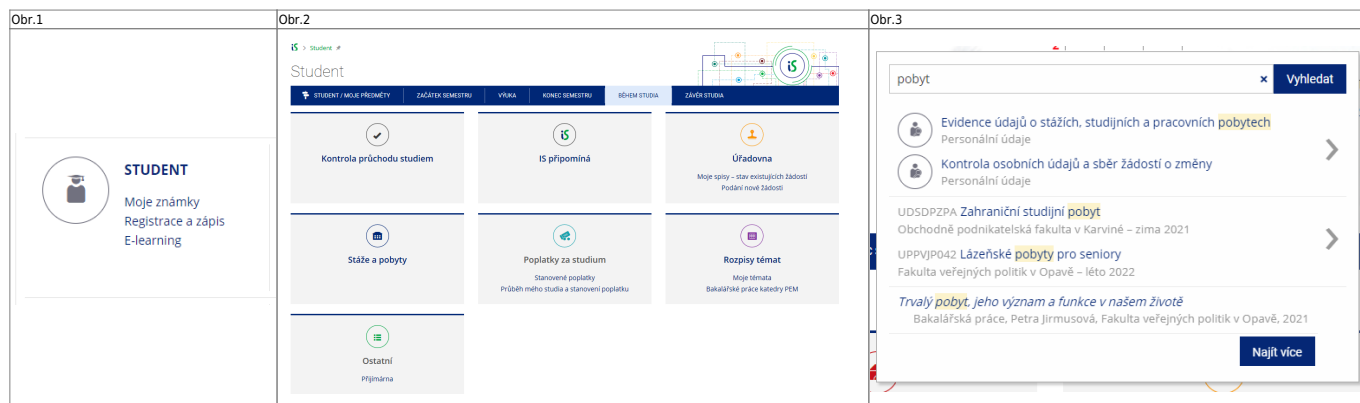 Obr.1
Obr.2
Obr.3
STUDENT
Moje známky
Registrace a zápis
E-learning
iS > Student
Student
iS
STUDENT / MOJE PŘEDMĚTY ZAČÁTEK SEMESTRU VÝUKA KONEC SEMESTRU BĚHEM STUDIA ZÁVĚR STUDIA
Kontrola průchodu studiem
iS
IS připomíná
Úřadovna
Moje spisy – stav existujících žádostí
Podání nové žádosti
Stáže a pobyty
Poplatky za studium
Stanovené poplatky
Průběh mého studia a stanovení poplatku
Rozpisy témat
Moje témata
Bakalářské práce katedry PEM
Ostatní
Přijímárna
pobyt × Vyhledat
Evidence údajů o stážích, studijních a pracovních pobytech
Personální údaje
Kontrola osobních údajů a sběr žádostí o změny
Personální údaje
UDSDPZPA Zahraniční studijní pobyt
Obchodně podnikatelská fakulta v Karviné – zima 2021
UPPVJP042 Lázeňské pobyty pro seniory
Fakulta veřejných politik v Opavě – léto 2022
Trvalý pobyt, jeho význam a funkce v našem životě
Bakalářská práce, Petra Jirmusová, Fakulta veřejných politik v Opavě, 2021
Najít více